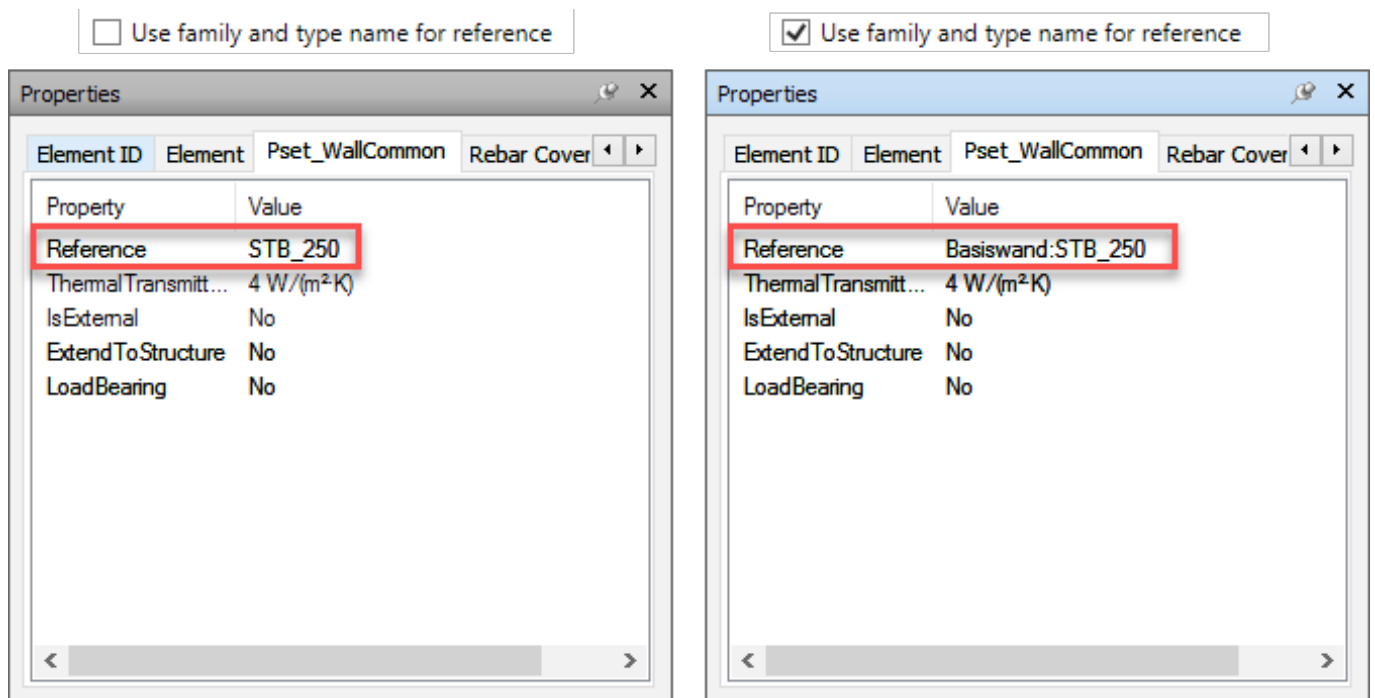 Use family and type name for reference
Properties
Element ID Element Pset_WallCommon Rebar Cover
Property Value
Reference STB_250
ThermalTransmitt... 4 W/(m²·K)
IsExternal No
ExtendToStructure No
LoadBearing No
Use family and type name for reference
Properties
Element ID Element Pset_WallCommon Rebar Cover
Property Value
Reference Basiswand:STB_250
ThermalTransmitt... 4 W/(m²·K)
IsExternal No
ExtendToStructure No
LoadBearing No